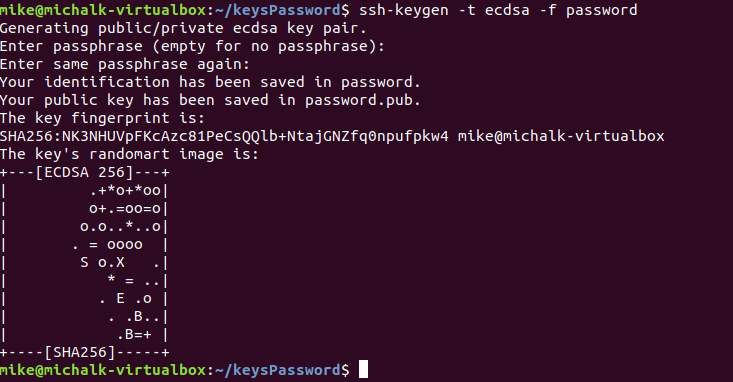 mike@michalk-virtualbox:~/keysPassword$ ssh-keygen -t ecdsa -f password
Generating public/private ecdsa key pair.
Enter passphrase (empty for no passphrase):
Enter same passphrase again:
Your identification has been saved in password.
Your public key has been saved in password.pub.
The key fingerprint is:
SHA256:NK3NHUVpFKcAzc81PeCsQQlb+NtajGNZfq0npufpkw4 mike@michalk-virtualbox
The key's randomart image is:
+---[ECDSA 256]---+
|          .+*o+*oo|
|          o+.=oo=o|
|         o.o..*..o|
|        . = oooo  |
|         S o.X   .|
|            * = ..|
|           . E .o |
|            . .B..|
|             .B=+ |
+----[SHA256]-----+
mike@michalk-virtualbox:~/keysPassword$